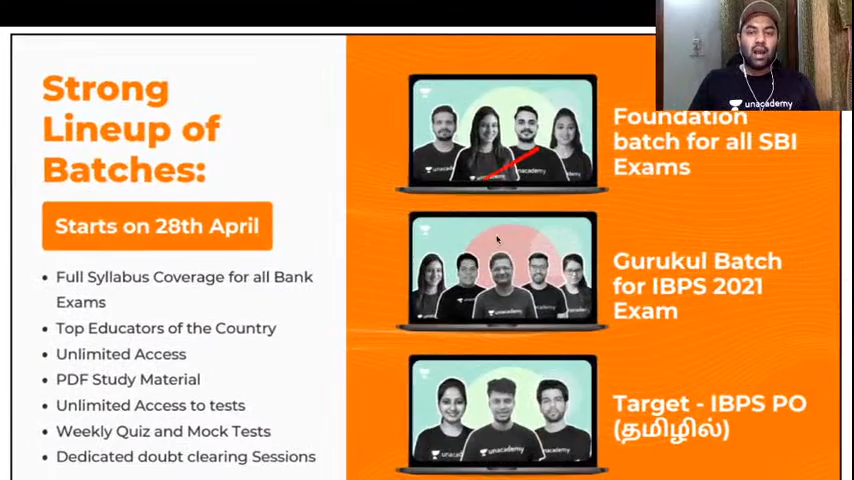 Strong
Lineup of
Batches:
Starts on 28th April
• Full Syllabus Coverage for all Bank
Exams
• Top Educators of the Country
• Unlimited Access
• PDF Study Material
• Unlimited Access to tests
• Weekly Quiz and Mock Tests
• Dedicated doubt clearing Sessions
unacademy
Foundation
batch for all SBI
Exams
Gurukul Batch
for IBPS 2021
Exam
Target - IBPS PO
(தமிழில்)
unacademy